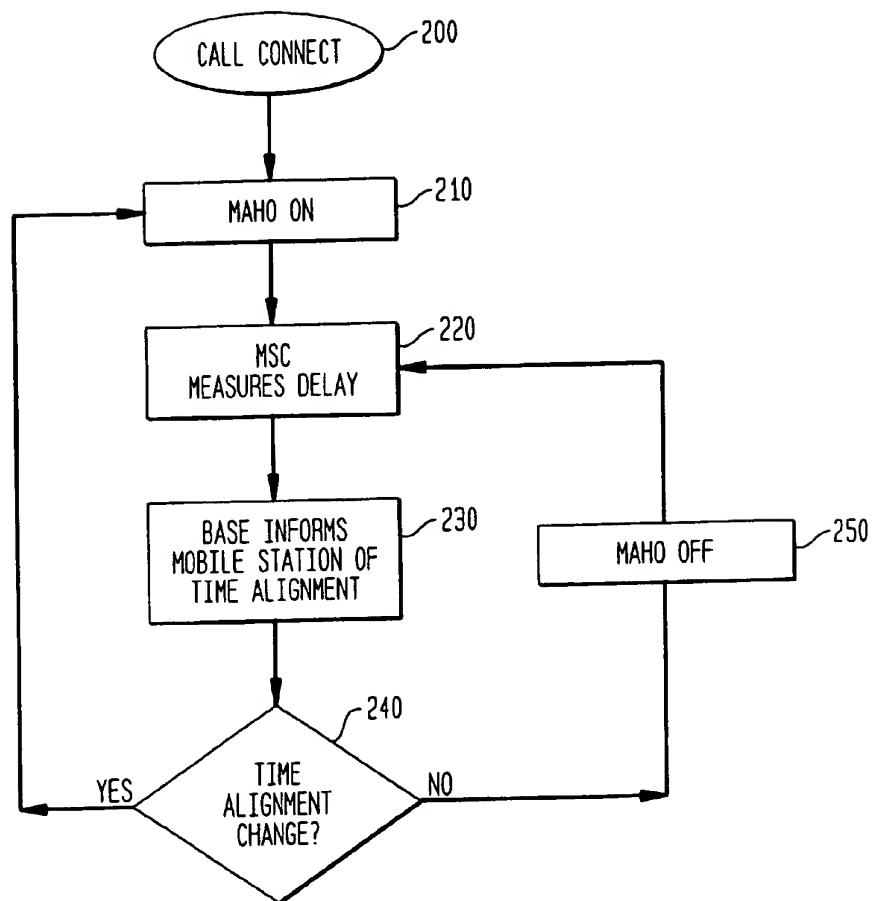 CALL CONNECT
200
MAHO ON
210
MSC
MEASURES DELAY
220
BASE INFORMS
MOBILE STATION OF
TIME ALIGNMENT
230
MAHO OFF
250
TIME
ALIGNMENT
CHANGE?
240
YES
NO